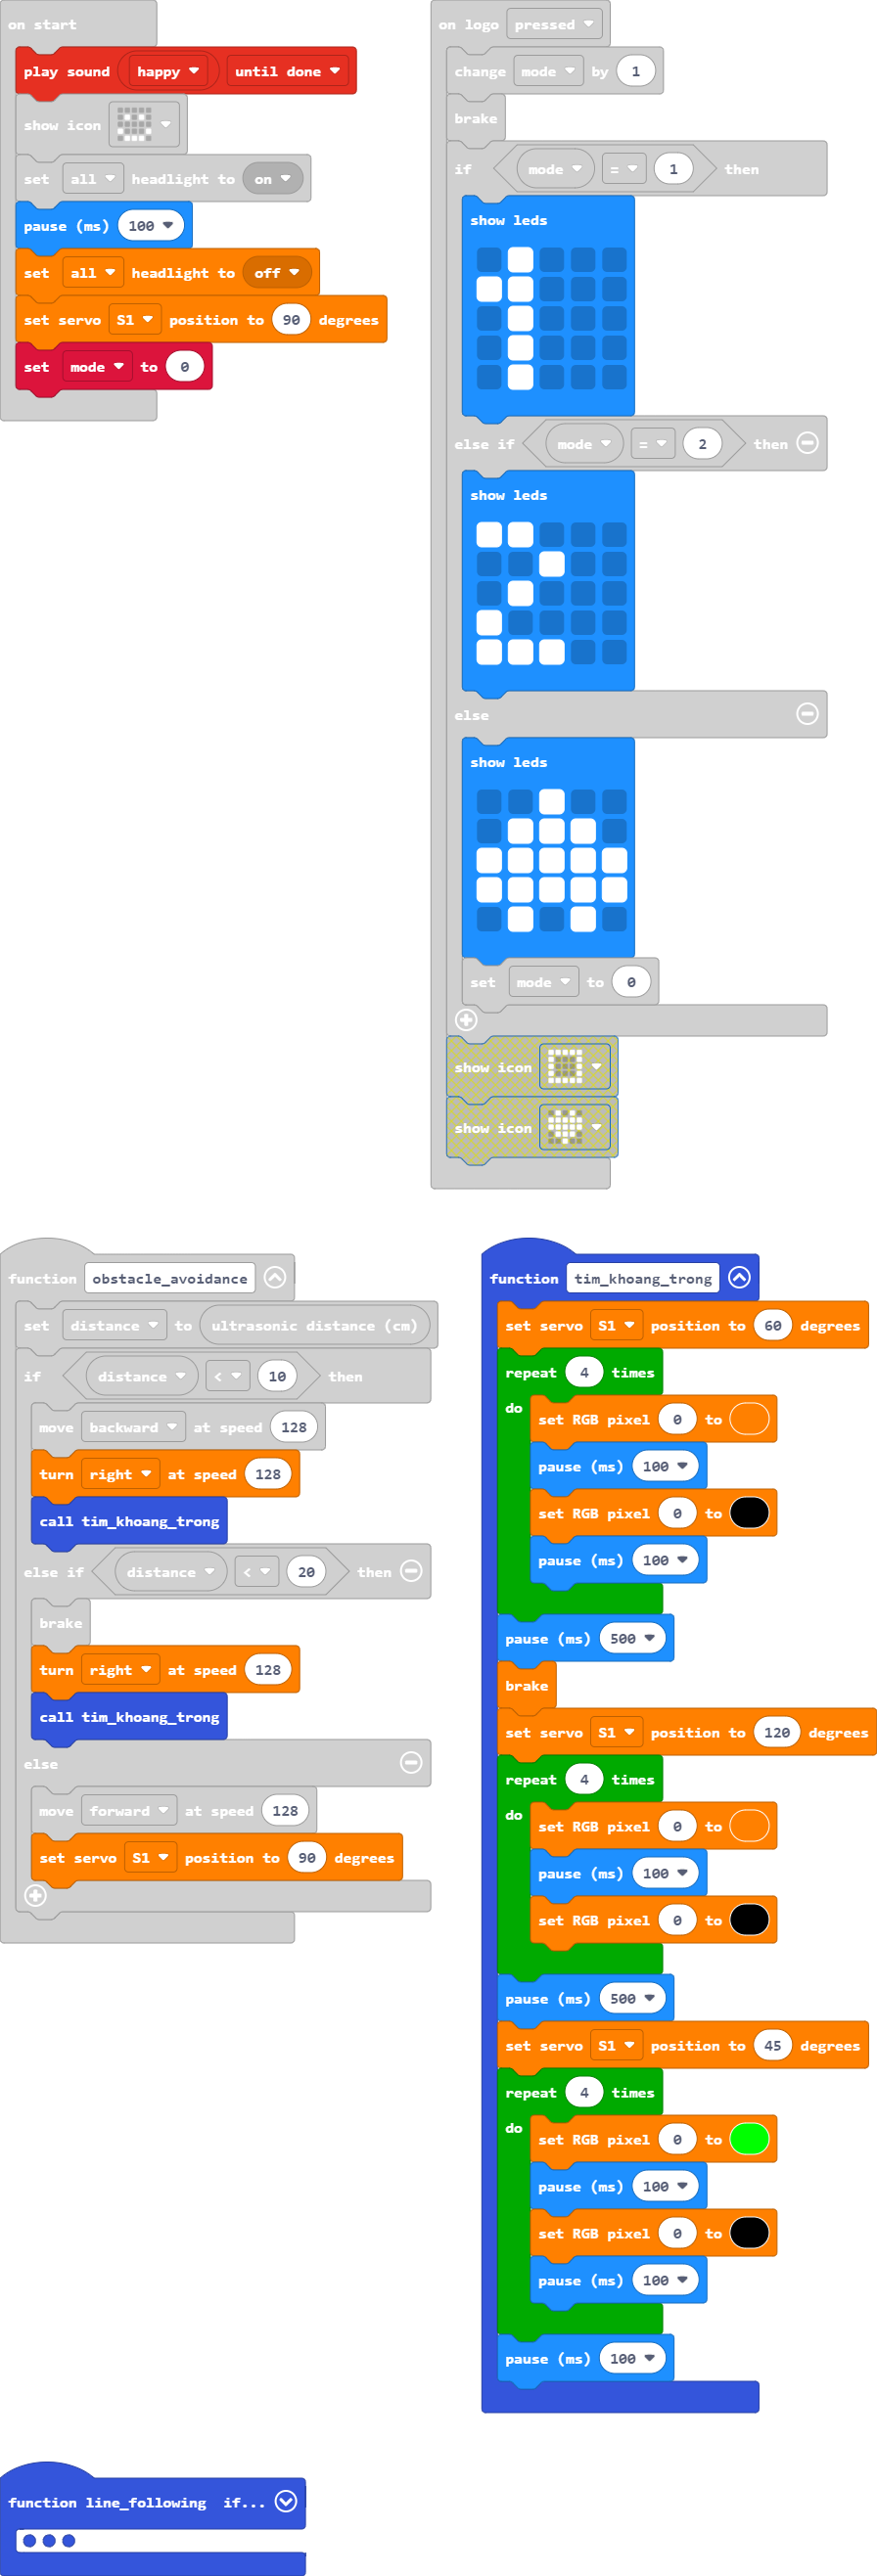 on start
play sound happy until done
show icon
set all headlight to on
pause (ms) 100
set all headlight to off
set servo S1 position to 90 degrees
set mode to 0
on logo pressed
change mode by 1
brake
if mode = 1 then
show leds
else if mode = 2 then
show leds
else
show leds
set mode to 0
show icon
show icon
function obstacle_avoidance
set distance to ultrasonic distance (cm)
if distance < 10 then
move backward at speed 128
turn right at speed 128
call tim_khoang_trong
else if distance < 20 then
brake
turn right at speed 128
call tim_khoang_trong
else
move forward at speed 128
set servo S1 position to 90 degrees
function tim_khoang_trong
set servo S1 position to 60 degrees
repeat 4 times
do set RGB pixel 0 to
pause (ms) 100
set RGB pixel 0 to
pause (ms) 100
pause (ms) 500
brake
set servo S1 position to 120 degrees
repeat 4 times
do set RGB pixel 0 to
pause (ms) 100
set RGB pixel 0 to
pause (ms) 500
set servo S1 position to 45 degrees
repeat 4 times
do set RGB pixel 0 to
pause (ms) 100
set RGB pixel 0 to
pause (ms) 100
pause (ms) 100
function line_following if...